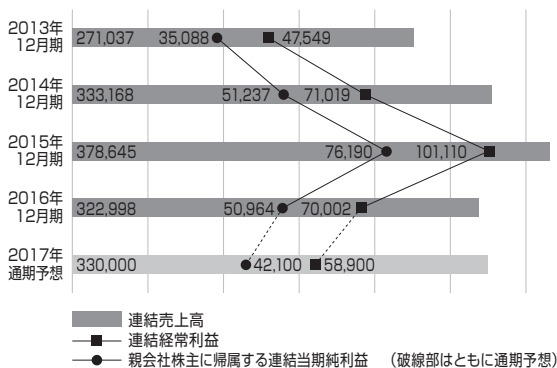 2013年
12月期
271,037 35,088 47,549
2014年
12月期
333,168 51,237 71,019
2015年
12月期
378,645 76,190 101,110
2016年
12月期
322,998 50,964 70,002
2017年
通期予想
330,000 42,100 58,900
連結売上高
連結経常利益
親会社株主に帰属する連結当期純利益 （破線部はともに通期予想）